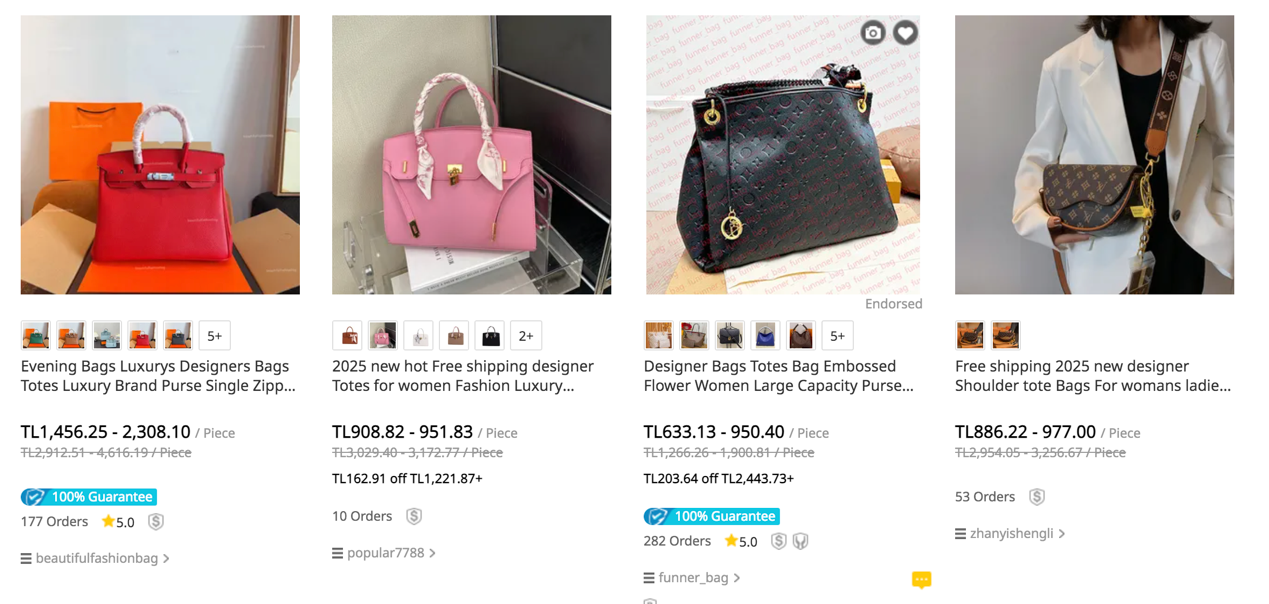 Endorsed
5+
Evening Bags Luxurys Designers Bags
Totes Luxury Brand Purse Single Zipp...
TL1,456.25 - 2,308.10 / Piece
TL2,912.51 - 4,616.19 / Piece
100% Guarantee
177 Orders 5.0
beautifulfashionbag
2+
2025 new hot Free shipping designer
Totes for women Fashion Luxury...
TL908.82 - 951.83 / Piece
TL3,029.40 - 3,172.77 / Piece
TL162.91 off TL1,221.87+
10 Orders
popular7788
funner_bag
5+
Designer Bags Totes Bag Embossed
Flower Women Large Capacity Purse...
TL633.13 - 950.40 / Piece
TL1,266.26 - 1,900.81 / Piece
TL203.64 off TL2,443.73+
100% Guarantee
282 Orders 5.0
funner_bag
Free shipping 2025 new designer
Shoulder tote Bags For womans ladie...
TL886.22 - 977.00 / Piece
TL2,954.05 - 3,256.67 / Piece
53 Orders
zhanyishengli